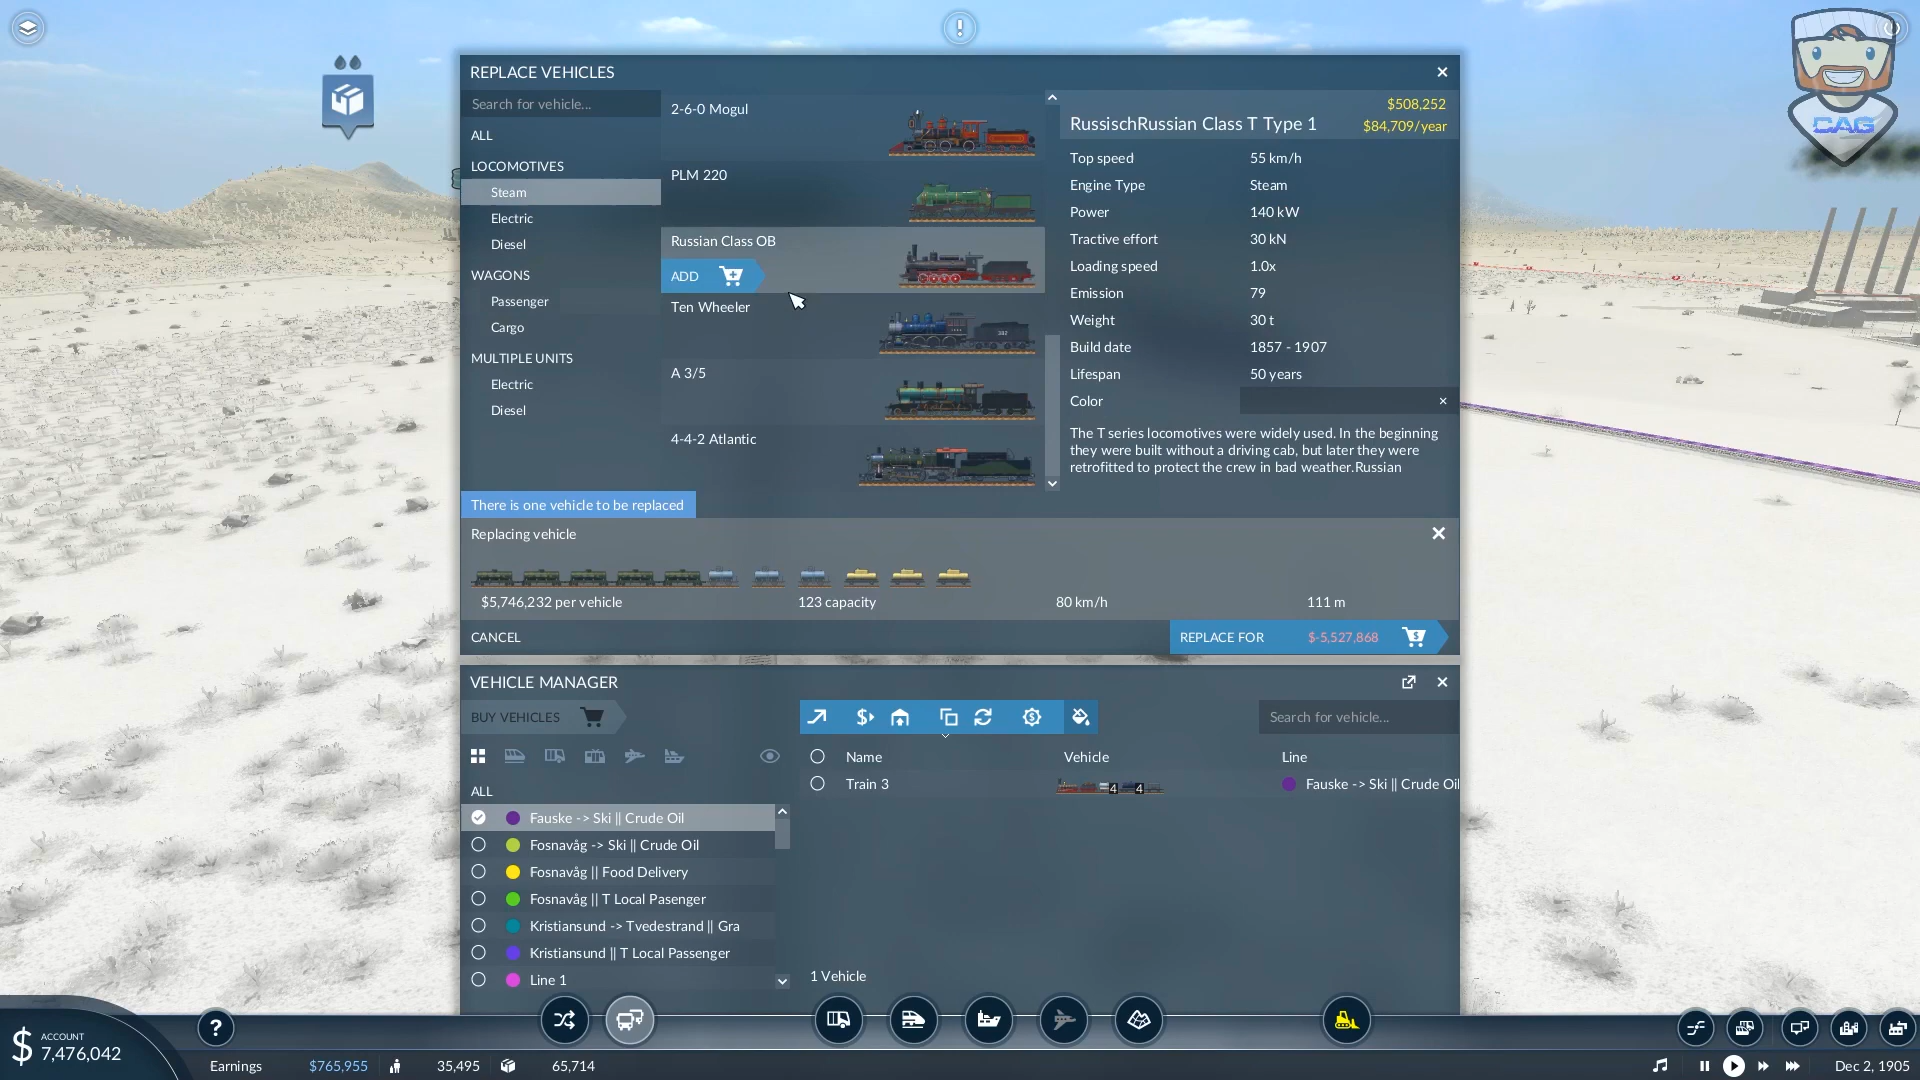 REPLACE VEHICLES
Search for vehicle...
ALL
LOCOMOTIVES
Steam
Electric
Diesel
WAGONS
Passenger
Cargo
MULTIPLE UNITS
Electric
Diesel
2-6-0 Mogul
PLM 220
Russian Class OB
ADD
Ten Wheeler
A 3/5
4-4-2 Atlantic
$508,252
RussischRussian Class T Type 1
$84,709/year
Top speed 55 km/h
Engine Type Steam
Power 140 kW
Tractive effort 30 kN
Loading speed 1.0x
Emission 79
Weight 30 t
Build date 1857 - 1907
Lifespan 50 years
Color
The T series locomotives were widely used. In the beginning
they were built without a driving cab, but later they were
retrofitted to protect the crew in bad weather.Russian
CAG
There is one vehicle to be replaced
Replacing vehicle
$5,746,232 per vehicle 123 capacity 80 km/h 111 m
CANCEL
REPLACE FOR $-5,527,868
VEHICLE MANAGER
BUY VEHICLES
Search for vehicle...
Name Vehicle Line
Train 3 4 4 Fauske -> Ski || Crude Oil
ALL
Fauske -> Ski || Crude Oil
Fosnavåg -> Ski || Crude Oil
Fosnavåg || Food Delivery
Fosnavåg || T Local Pasenger
Kristiansund -> Tvedestrand || Gra
Kristiansund || T Local Passenger
Line 1
1 Vehicle
$ ACCOUNT
7,476,042
?
Earnings $765,955 35,495 65,714
Dec 2, 1905